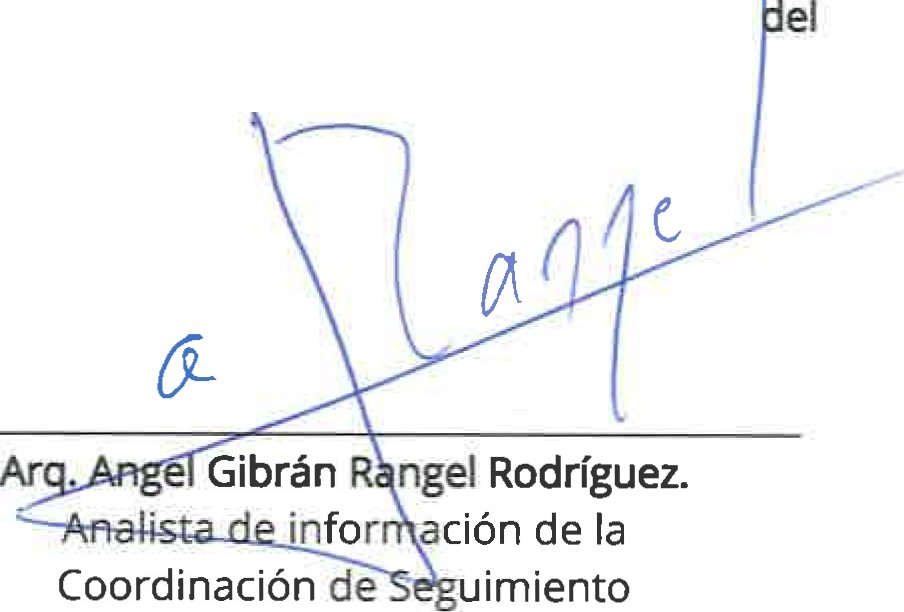 del
a Rangel
Arq. Angel Gibrán Rangel Rodríguez.
Analista de información de la
Coordinación de Seguimiento